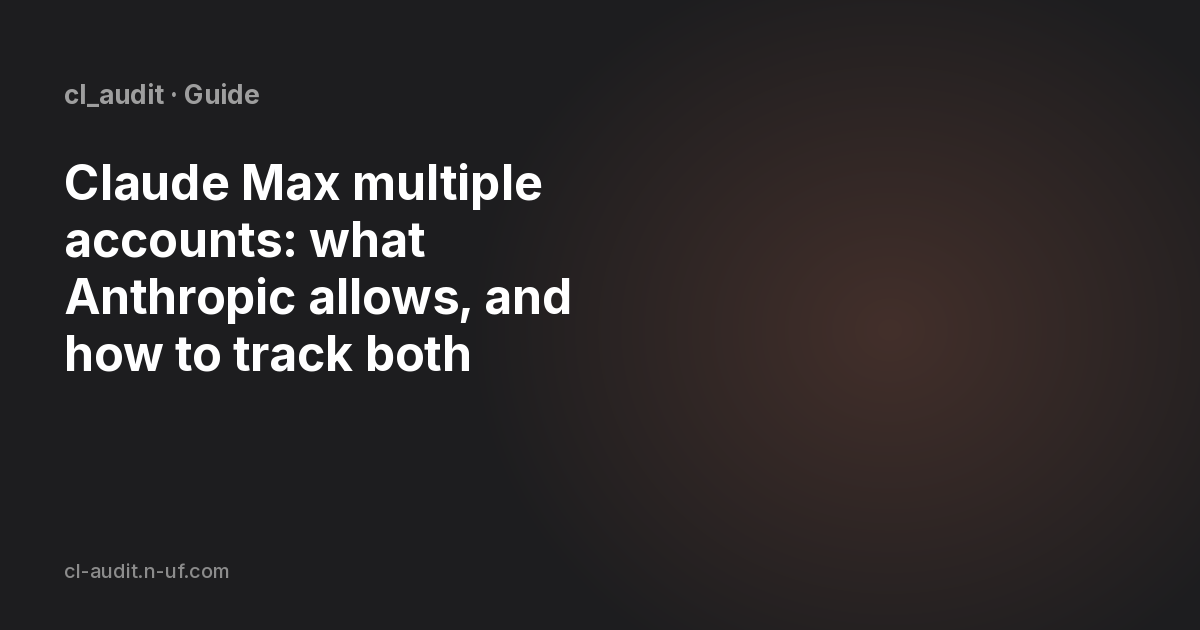 cl_audit · Guide
Claude Max multiple
accounts: what
Anthropic allows, and
how to track both
cl-audit.n-uf.com